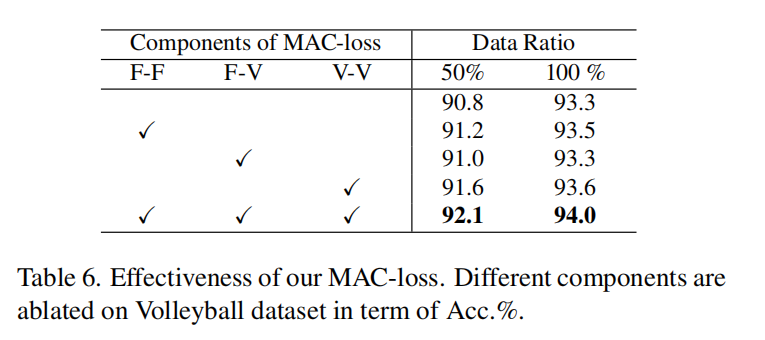 Components of MAC-loss Data Ratio
F-F F-V V-V 50% 100 %
90.8 93.3
✓ 91.2 93.5
✓ 91.0 93.3
✓ 91.6 93.6
✓ ✓ ✓ 92.1 94.0
Table 6. Effectiveness of our MAC-loss. Different components are
ablated on Volleyball dataset in term of Acc.%.